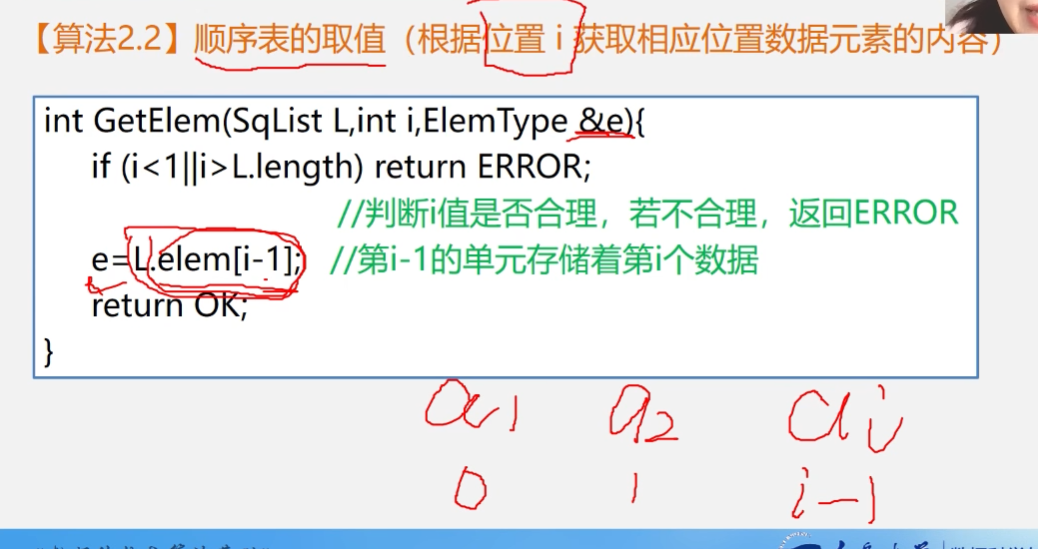 【算法2.2】顺序表的取值（根据位置 i 获取相应位置数据元素的内容）
int GetElem(SqList L,int i,ElemType &e){
if (i<1||i>L.length) return ERROR;
//判断i值是否合理，若不合理，返回ERROR
e=L.elem[i-1]; //第i-1的单元存储着第i个数据
return OK;
}
a1 a2 ai
0 1 i-1